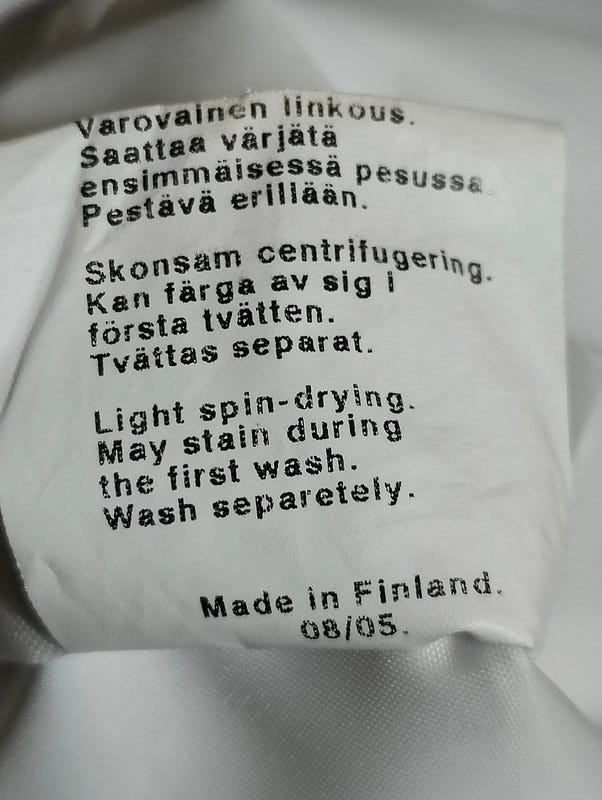 Varovainen linkous.
Saattaa värjätä
ensimmäisessä pesussa.
Pestävä erillään.
Skonsam centrifugering.
Kan färga av sig i
första tvätten.
Tvättas separat.
Light spin-drying.
May stain during
the first wash.
Wash separetely.
Made in Finland.
08/05.